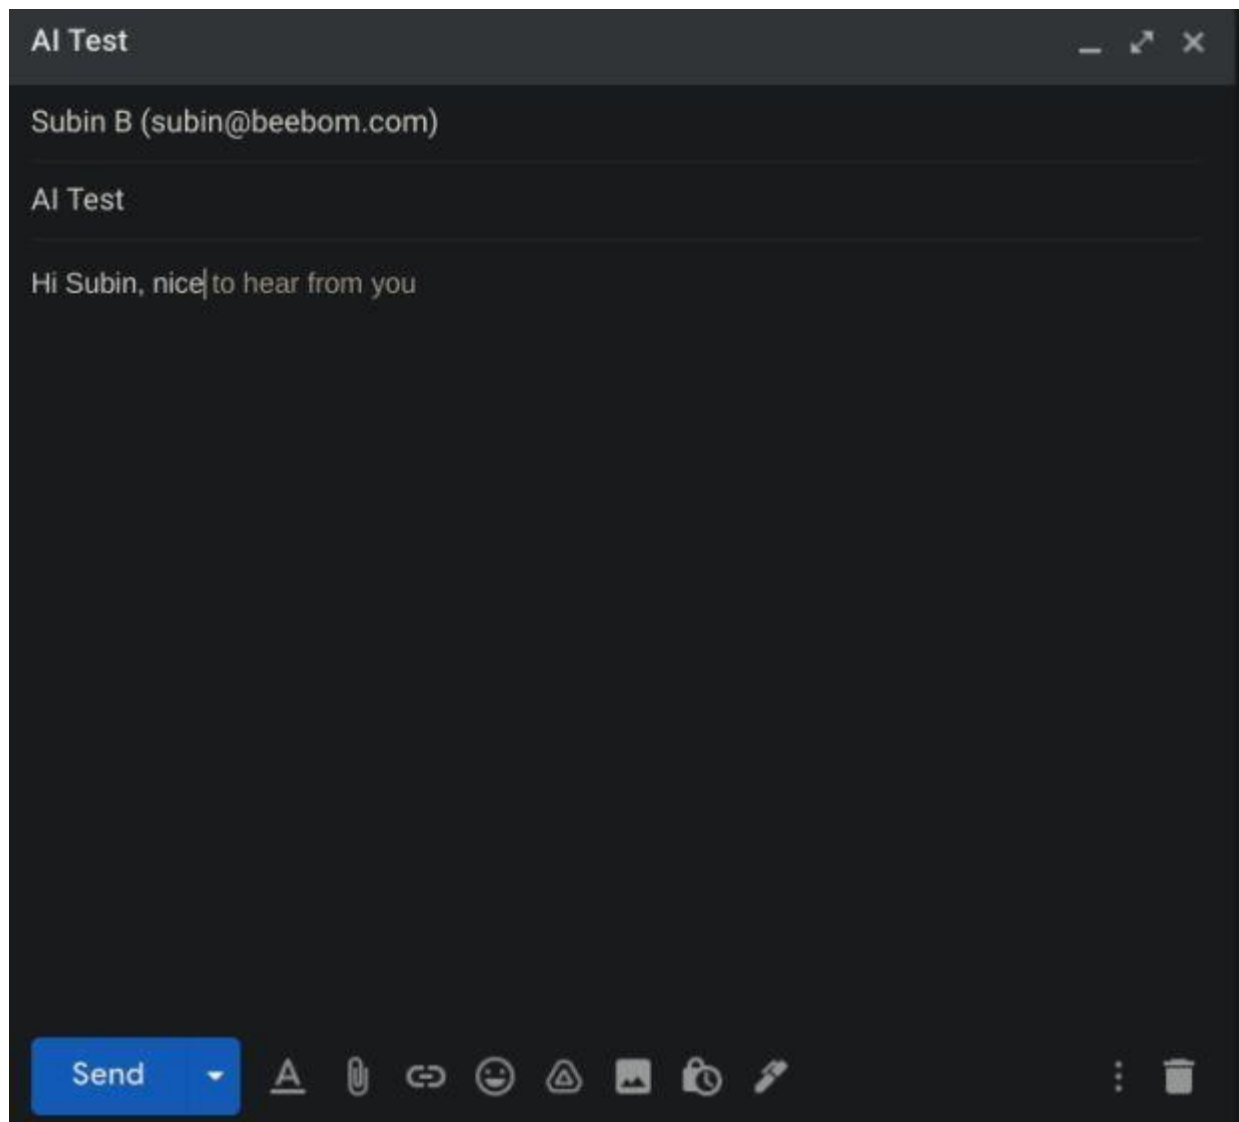 AI Test
Subin B (subin@beebom.com)
AI Test
Hi Subin, nice to hear from you
Send